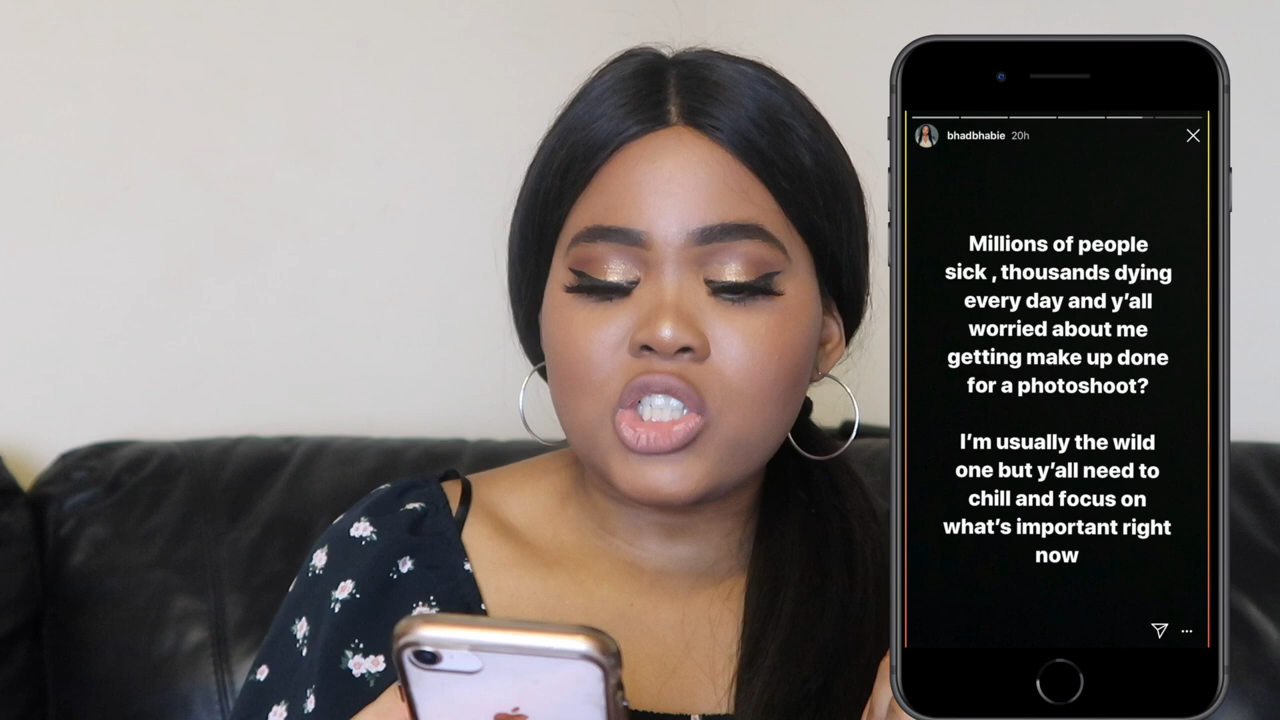 bhadbhabie 20h
Millions of people
sick , thousands dying
every day and y’all
worried about me
getting make up done
for a photoshoot?
I’m usually the wild
one but y’all need to
chill and focus on
what’s important right
now